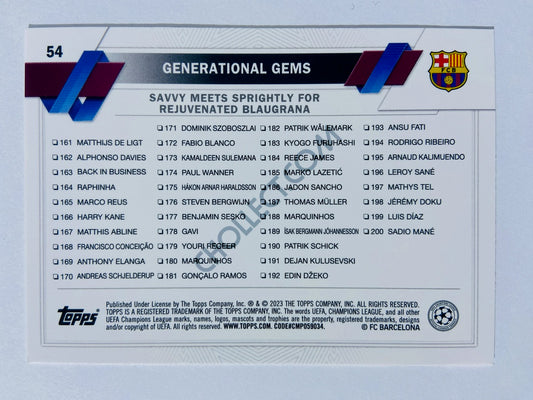 54
GENERATIONAL GEMS
FCB
SAVVY MEETS SPRIGHTLY FOR
REJUVENATED BLAUGRANA
161 MATTHIJS DE LIGT
162 ALPHONSO DAVIES
163 BACK IN BUSINESS
164 RAPHINHA
165 MARCO REUS
166 HARRY KANE
167 MATTHIS ABLINE
168 FRANCISCO CONCEIÇÃO
169 ANTHONY ELANGA
170 ANDREAS SCHJELDERUP
171 DOMINIK SZOBOSZLAI
172 FABIO BLANCO
173 KAMALDEEN SULEMANA
174 PAUL WANNER
175 HÁKON ARNAR HARALDSSON
176 STEVEN BERGWIJN
177 BENJAMIN SESKO
178 GAVI
179 YOURI REGEER
180 MARQUINHOS
181 GONÇALO RAMOS
182 PATRIK WÅLEMARK
183 KYOGO FURUHASHI
184 REECE JAMES
185 MARKO LAZETIĆ
186 JADON SANCHO
187 THOMAS MÜLLER
188 MARQUINHOS
189 ÍSAK BERGMANN JÓHANNESSON
190 PATRIK SCHICK
191 DEJAN KULUSEVSKI
192 EDIN DŽEKO
193 ANSU FATI
194 RODRIGO RIBEIRO
195 ARNAUD KALIMUENDO
196 LEROY SANÉ
197 MATHYS TEL
198 JÉRÉMY DOKU
199 LUIS DÍAZ
200 SADIO MANÉ
CHOLLECT.COM
Topps
Published Under License by The Topps Company, Inc. ® & © 2023 THE TOPPS COMPANY, INC. ALL RIGHTS RESERVED.
TOPPS IS A REGISTERED TRADEMARK OF THE TOPPS COMPANY, INC. The words UEFA, CHAMPIONS LEAGUE, and all other
UEFA Champions League marks, names, logos, mascots and trophies are the property, registered trademarks, designs
and/or copyright of UEFA. All rights reserved. WWW.TOPPS.COM. CODE#CMP059034. © FC BARCELONA